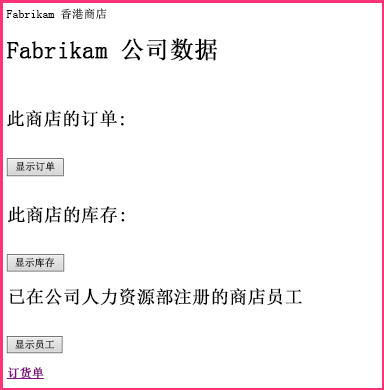 Fabrikam 香港商店
Fabrikam 公司数据
此商店的订单:
显示订单
此商店的库存:
显示库存
已在公司人力资源部注册的商店员工
显示员工
订货单